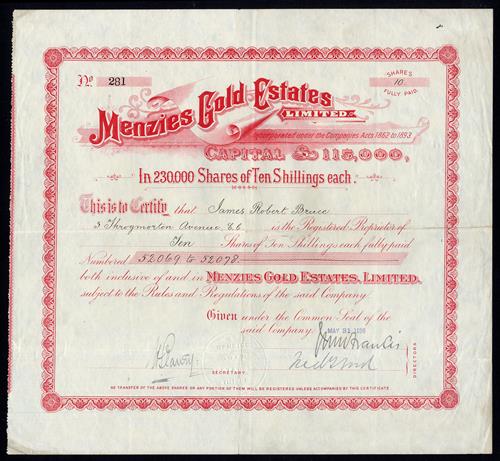 No. 281
SHARES
10
FULLY PAID.
Menzies Gold Estates
LIMITED.
Incorporated under the Companies Acts, 1862 to 1893.
CAPITAL £115,000,
In 230,000 Shares of Ten Shillings each.
This is to Certify that James Robert Bruce
5 Throgmorton Avenue E.C. is the Registered Proprietor of
Ten Shares of Ten Shillings each fully paid
Numbered 52069 to 52078
both inclusive of and in MENZIES GOLD ESTATES, LIMITED,
subject to the Rules and Regulations of the said Company.
Given under the Common Seal of the
said Company,
MAY 31 1896
SECRETARY.
DIRECTORS
NO TRANSFER OF THE ABOVE SHARES OR ANY PORTION OF THEM WILL BE REGISTERED UNLESS ACCOMPANIED BY THIS CERTIFICATE.